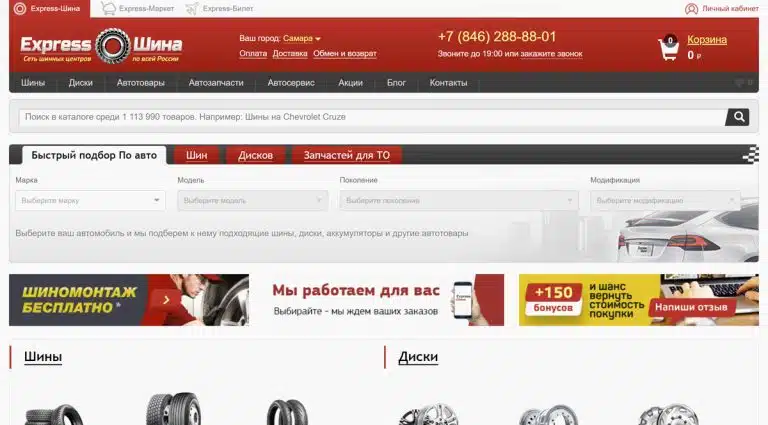 Express-Шина
Express-Маркет
Express-Билет
Личный кабинет
Express Шина
Сеть шинных центров по всей России
Ваш город: Самара
Оплата Доставка Обмен и возврат
+7 (846) 288-88-01
Звоните до 19:00 или закажите звонок
0
Корзина
0 ₽
Шины Диски Автотовары Автозапчасти Автосервис Акции Блог Контакты
0
Поиск в каталоге среди 1 113 990 товаров. Например: Шины на Chevrolet Cruze
Быстрый подбор По авто
Шин
Дисков
Запчастей для ТО
Марка Модель Поколение Модификация
Выберите марку Выберите модель Выберите поколение Выберите модификацию
Выберите ваш автомобиль и мы подберем к нему подходящие шины, диски, аккумуляторы и другие автотовары
ШИНОМОНТАЖ
БЕСПЛАТНО*
Мы работаем для вас
Выбирайте - мы ждем ваших заказов
+150
бонусов
и шанс
вернуть
стоимость
покупки
Напиши отзыв
Шины
Диски